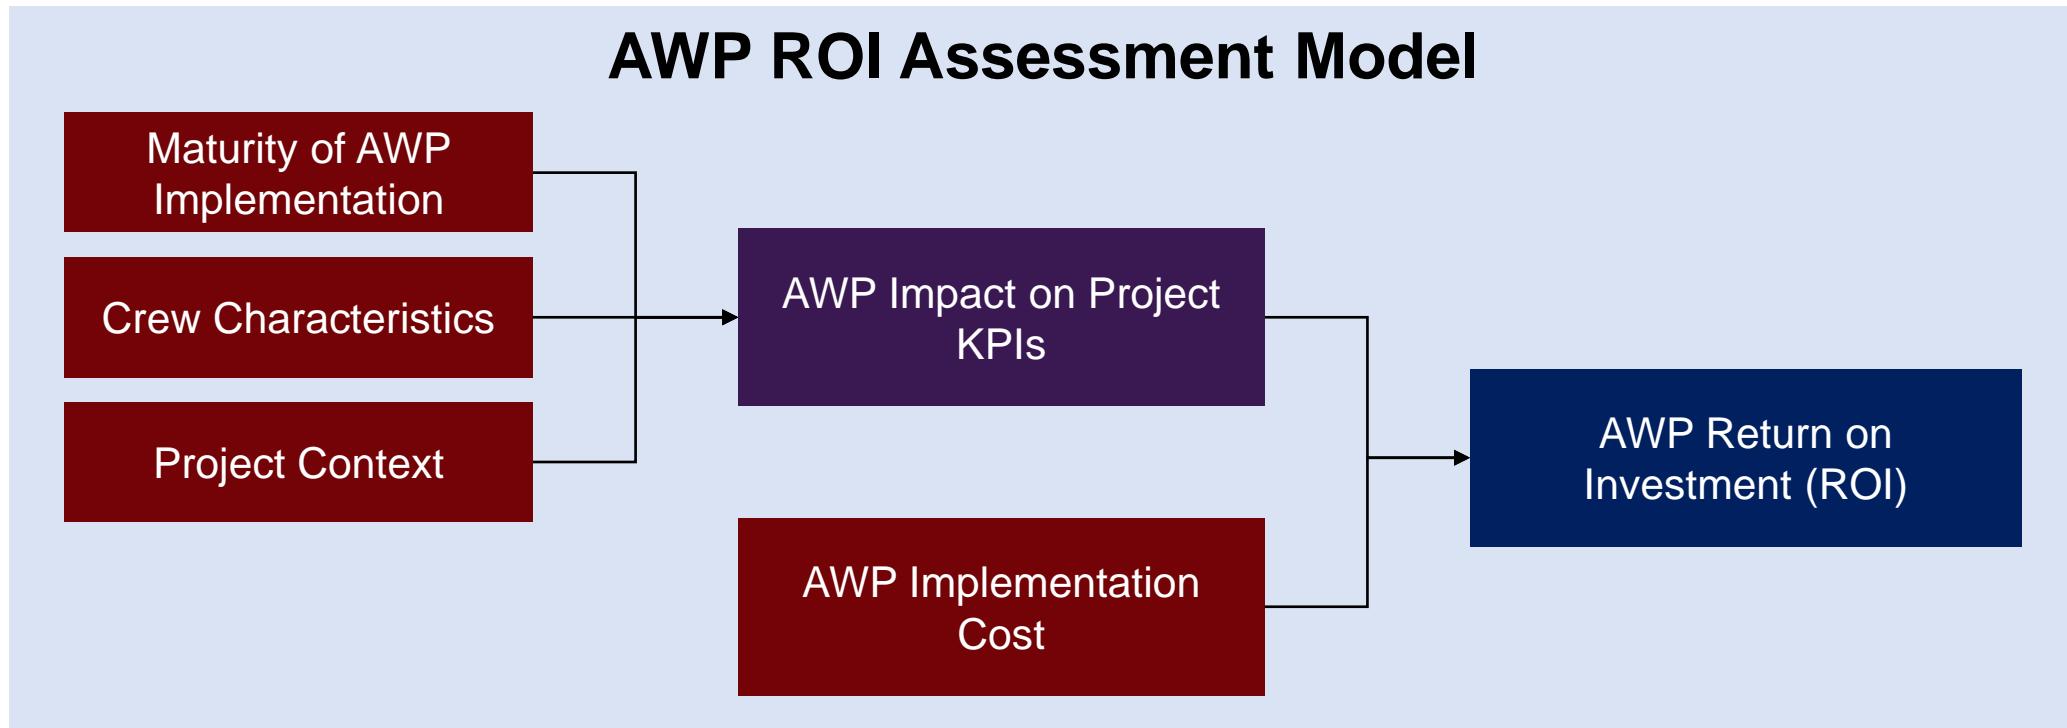 AWP ROI Assessment Model
Maturity of AWP
Implementation
Crew Characteristics
Project Context
AWP Impact on Project
KPIs
AWP Implementation
Cost
AWP Return on
Investment (ROI)